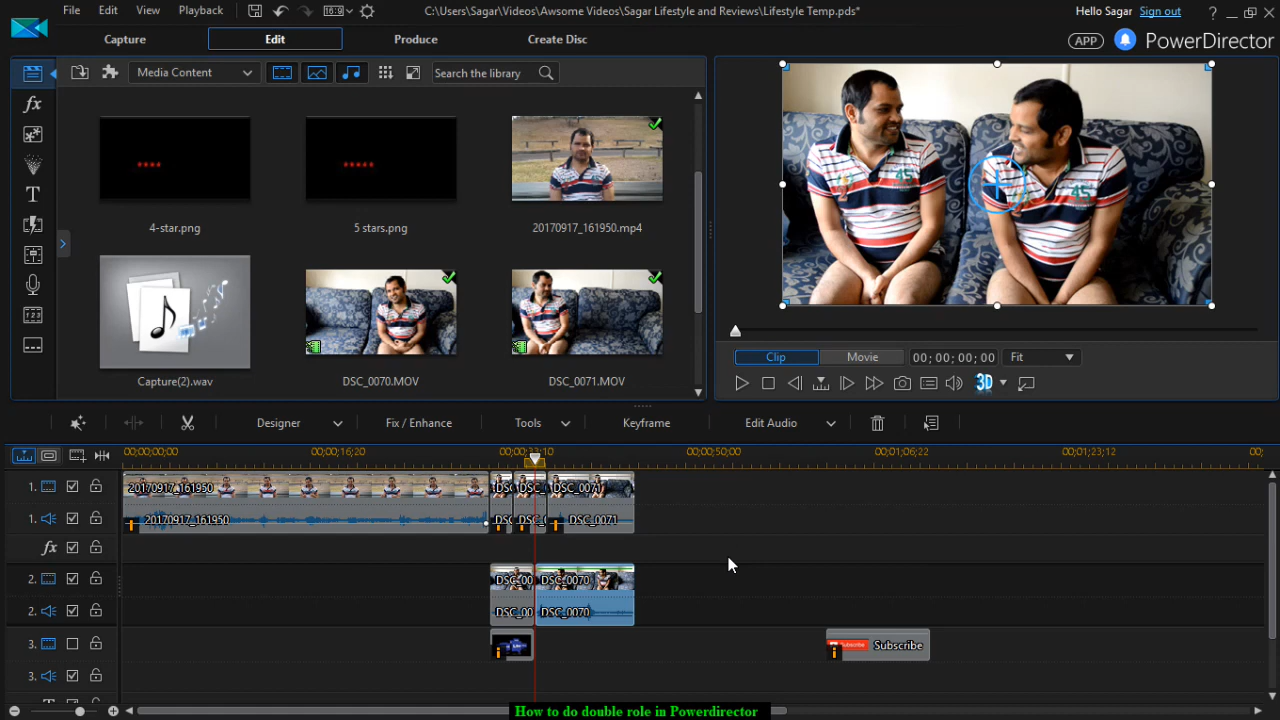 File Edit View Playback 16:9 C:\Users\Sagar\Videos\Awsome Videos\Sagar Lifestyle and Reviews\Lifestyle Temp.pds* Hello Sagar Sign out ?
Capture Edit Produce Create Disc APP PowerDirector
Media Content Search the library
4-star.png 5 stars.png 20170917_161950.mp4
Capture(2).wav DSC_0070.MOV DSC_0071.MOV
Clip Movie 00; 00; 00; 00 Fit
3D
Designer Fix / Enhance Tools Keyframe Edit Audio
00;00;00;00 00;00;16;20 00;00;50;00 00;01;06;22 00;01;23;12
1. 20170917_161950 DSC_0071
1. 20170917_161950 DSC_0071
fx
2. DSC_00 DSC_0070
2. DSC_00 DSC_0070
3. Subscribe Subscribe
3.
How to do double role in Powerdirector